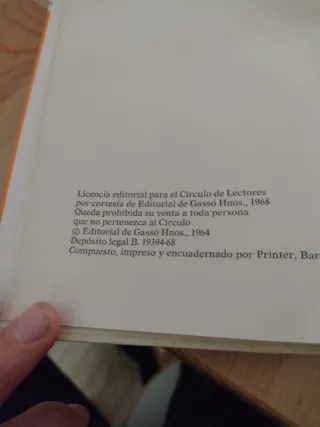 Licencia editorial para el Círculo de Lectores
por cortesía de Editorial de Gassó Hnos., 1968
Queda prohibida su venta a toda persona
que no pertenezca al Círculo
© Editorial de Gassó Hnos., 1964
Depósito legal B. 19394-68
Compuesto, impreso y encuadernado por Printer,